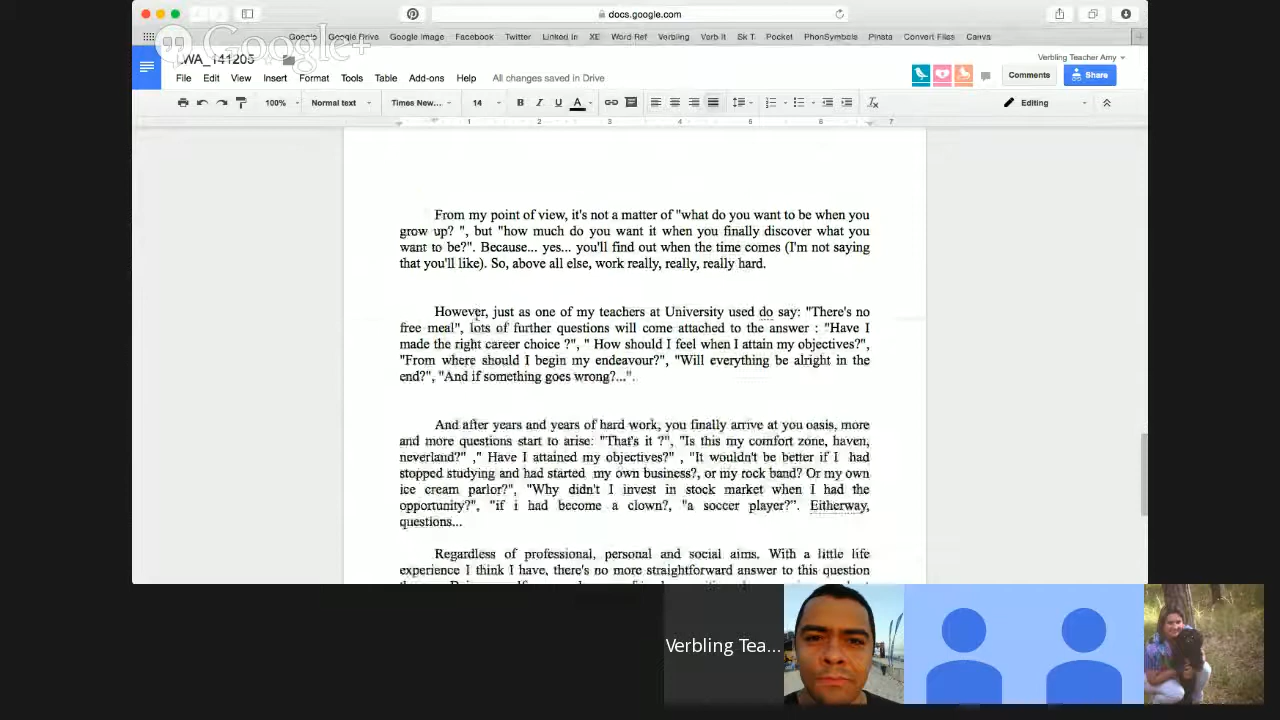 docs.google.com
Google+
Google Google Drive Google Image Facebook Twitter Linked In XE Word Ref Verbling Verb It Sk T Pocket PhonSymbols Pinsta Convert Files Canva
WA_141205
Verbling Teacher Amy
File Edit View Insert Format Tools Table Add-ons Help All changes saved in Drive
Comments Share
100% Normal text Times New... 14 B I U A Editing
1 2 3 4 5 6 7
From my point of view, it's not a matter of "what do you want to be when you
grow up? ", but "how much do you want it when you finally discover what you
want to be?". Because... yes... you'll find out when the time comes (I'm not saying
that you'll like). So, above all else, work really, really, really hard.
However, just as one of my teachers at University used do say: "There's no
free meal", lots of further questions will come attached to the answer : "Have I
made the right career choice ?", " How should I feel when I attain my objectives?",
"From where should I begin my endeavour?", "Will everything be alright in the
end?", "And if something goes wrong?...".
And after years and years of hard work, you finally arrive at you oasis, more
and more questions start to arise: "That's it ?", "Is this my comfort zone, haven,
neverland?" ," Have I attained my objectives?" , "It wouldn't be better if I had
stopped studying and had started my own business?, or my rock band? Or my own
ice cream parlor?", "Why didn't I invest in stock market when I had the
opportunity?", "if i had become a clown?, "a soccer player?". Eitherway,
questions...
Regardless of professional, personal and social aims. With a little life
experience I think I have, there's no more straightforward answer to this question
Verbling Tea...